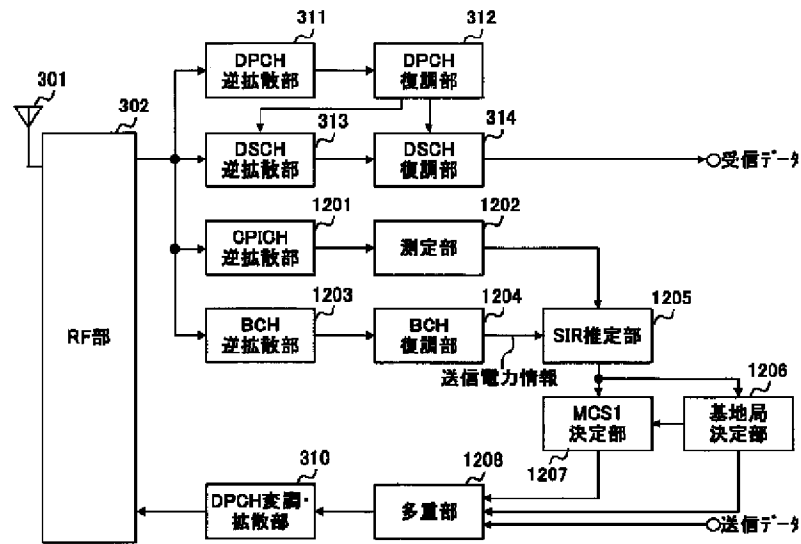 311
312
DPCH
逆拡散部
DPCH
復調部
301
302
313
314
DSCH
逆拡散部
DSCH
復調部
受信データ
1201
1202
CPICH
逆拡散部
測定部
1203
1204
1205
RF部
BCH
逆拡散部
BCH
復調部
SIR推定部
送信電力情報
1206
MCS1
決定部
基地局
決定部
1207
310
1208
DPCH変調・
拡散部
多重部
送信データ